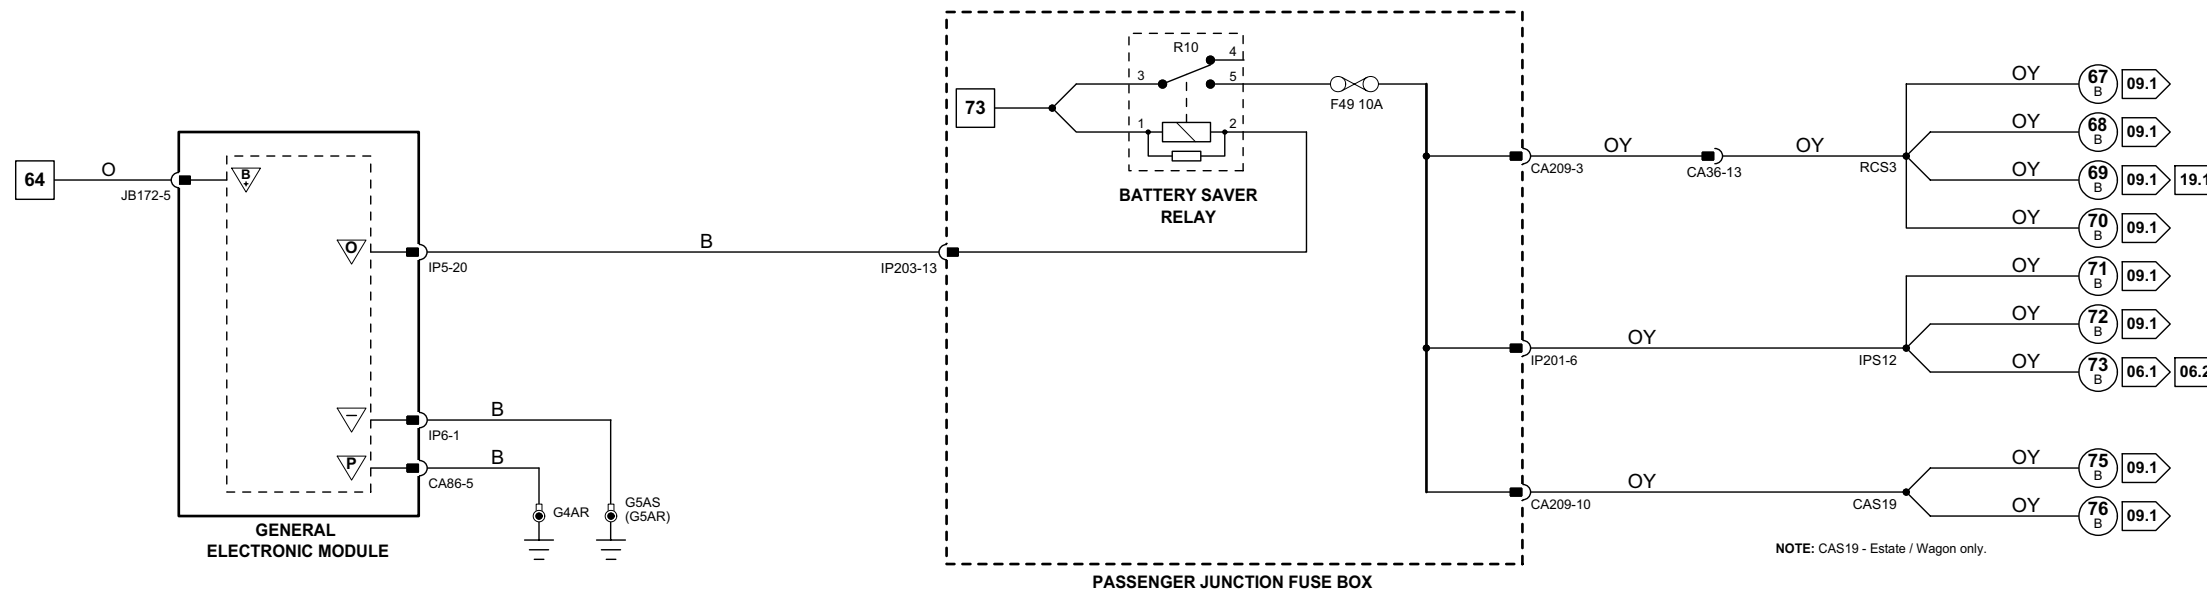 R10
4
3
5
67
B
09.1
OY
73
F49 10A
68
B
09.1
OY
1
2
OY
OY
64
O
JB172-5
B
+
CA209-3
CA36-13
RCS3
OY
69
B
09.1
19.1
BATTERY SAVER
RELAY
OY
70
B
09.1
O
IP5-20
B
IP203-13
OY
71
B
09.1
OY
72
B
09.1
OY
IP201-6
IPS12
OY
73
B
06.1
06.2
–
IP6-1
B
P
CA86-5
B
OY
75
B
09.1
OY
CA209-10
CAS19
OY
76
B
09.1
G4AR
G5AS
(G5AR)
GENERAL
ELECTRONIC MODULE
NOTE: CAS19 - Estate / Wagon only.
PASSENGER JUNCTION FUSE BOX